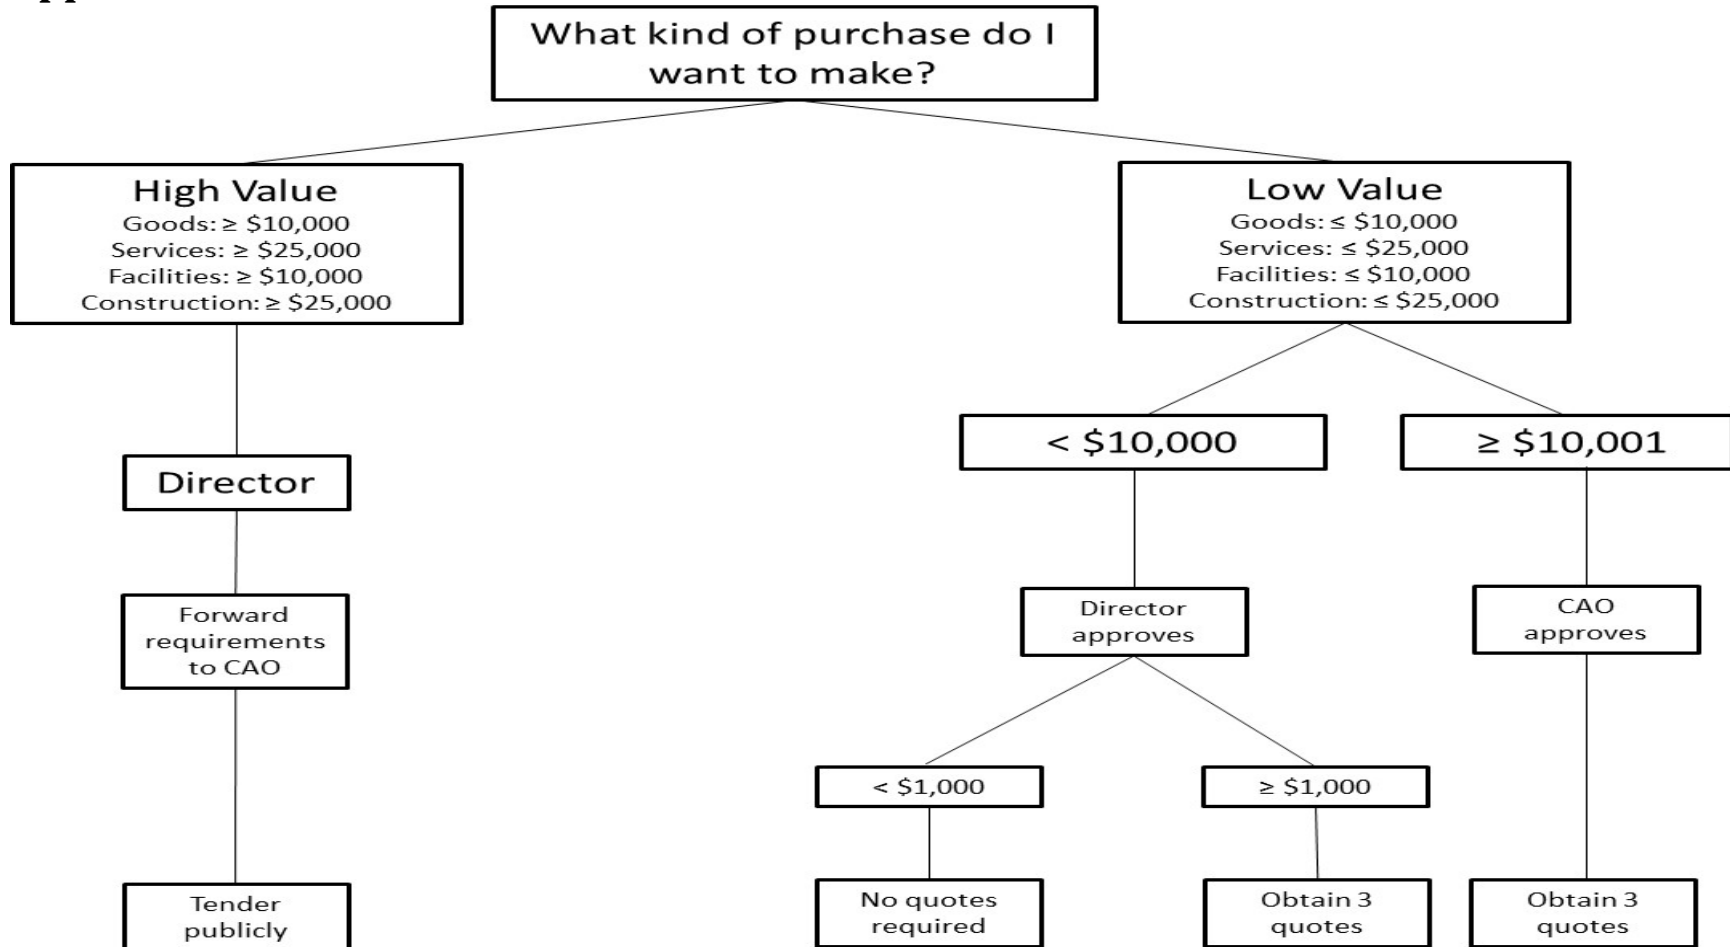 What kind of purchase do I
want to make?
High Value
Goods: ≥ $10,000
Services: ≥ $25,000
Facilities: ≥ $10,000
Construction: ≥ $25,000
Low Value
Goods: ≤ $10,000
Services: ≤ $25,000
Facilities: ≤ $10,000
Construction: ≤ $25,000
< $10,000
≥ $10,001
Director
Forward
requirements
to CAO
Director
approves
CAO
approves
< $1,000
≥ $1,000
Tender
publicly
No quotes
required
Obtain 3
quotes
Obtain 3
quotes